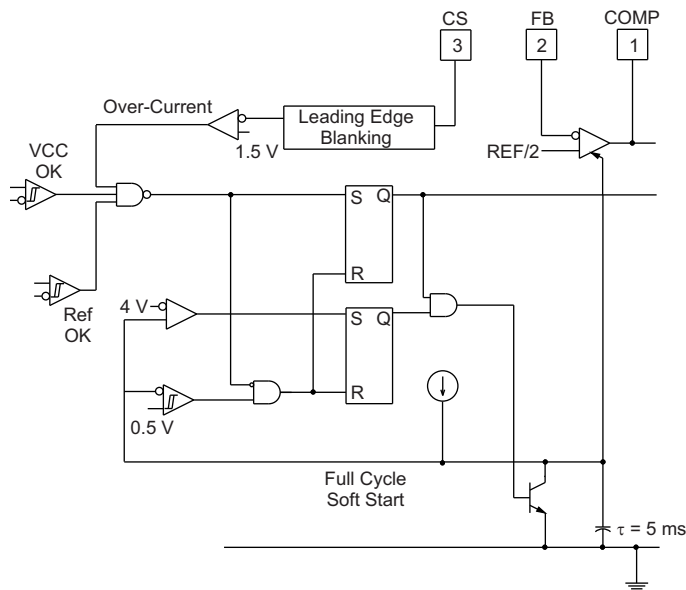 CS
FB
COMP
3
2
1
Over-Current
Leading Edge
Blanking
1.5 V
REF/2
VCC
OK
S
Q
R
Ref
OK
4 V
S
Q
R
0.5 V
Full Cycle
Soft Start
τ = 5 ms